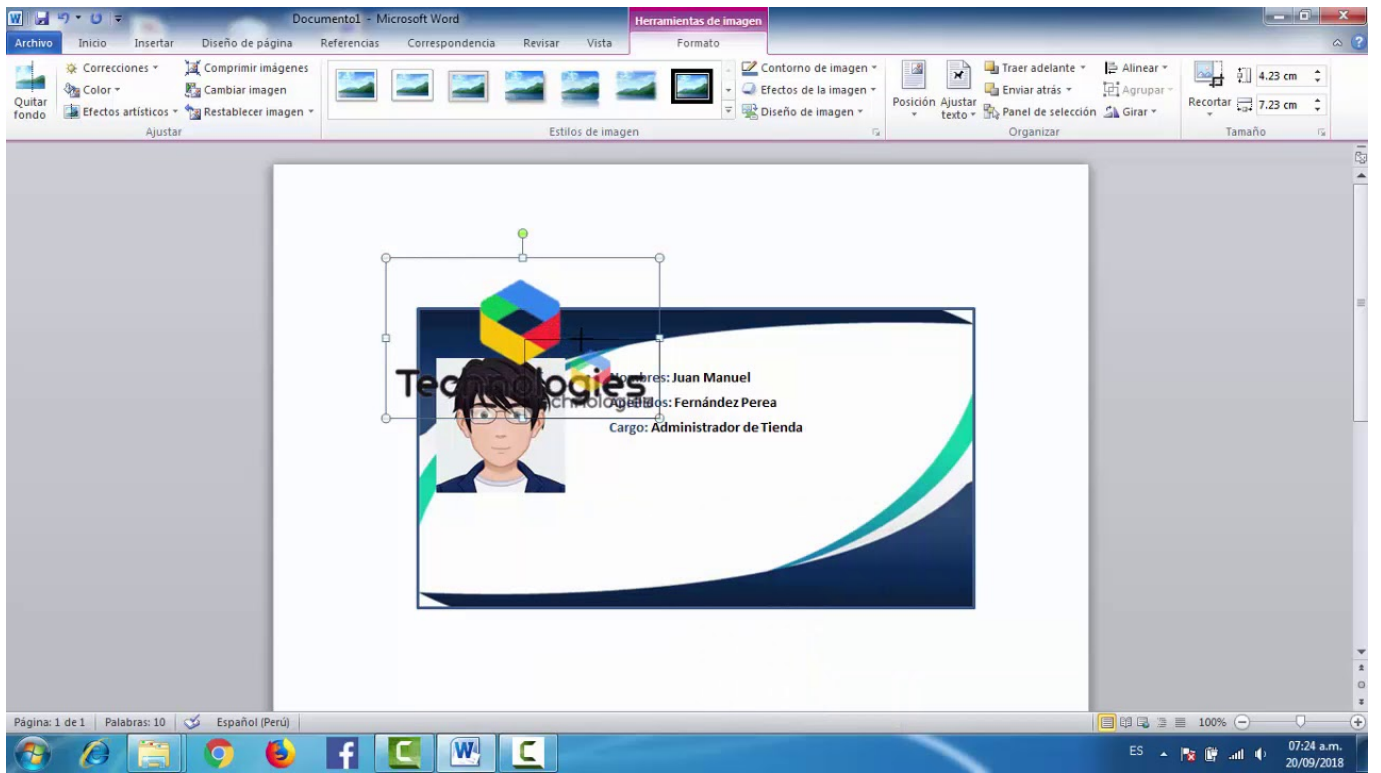 Documento1 - Microsoft Word
Herramientas de imagen
Archivo Inicio Insertar Diseño de página Referencias Correspondencia Revisar Vista Formato
Quitar fondo
Correcciones
Color
Efectos artísticos
Comprimir imágenes
Cambiar imagen
Restablecer imagen
Ajustar
Estilos de imagen
Contorno de imagen
Efectos de la imagen
Diseño de imagen
Posición
Ajustar texto
Traer adelante
Enviar atrás
Panel de selección
Alinear
Agrupar
Girar
Organizar
Recortar
4.23 cm
7.23 cm
Tamaño
Technologies
Nombres: Juan Manuel
Apellidos: Fernández Perea
Cargo: Administrador de Tienda
Página: 1 de 1 Palabras: 10 Español (Perú) 100%
ES
07:24 a.m.
20/09/2018